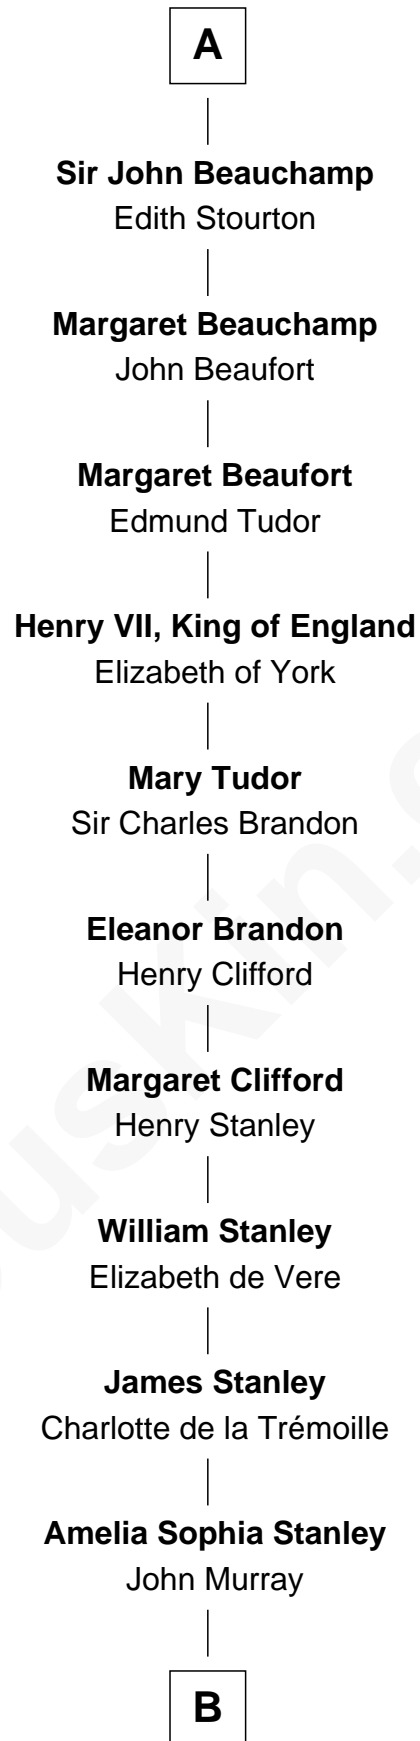 A
Sir John Beauchamp
Edith Stourton
Margaret Beauchamp
John Beaufort
Margaret Beaufort
Edmund Tudor
Henry VII, King of England
Elizabeth of York
Mary Tudor
Sir Charles Brandon
Eleanor Brandon
Henry Clifford
Margaret Clifford
Henry Stanley
William Stanley
Elizabeth de Vere
James Stanley
Charlotte de la Trémoille
Amelia Sophia Stanley
John Murray
B